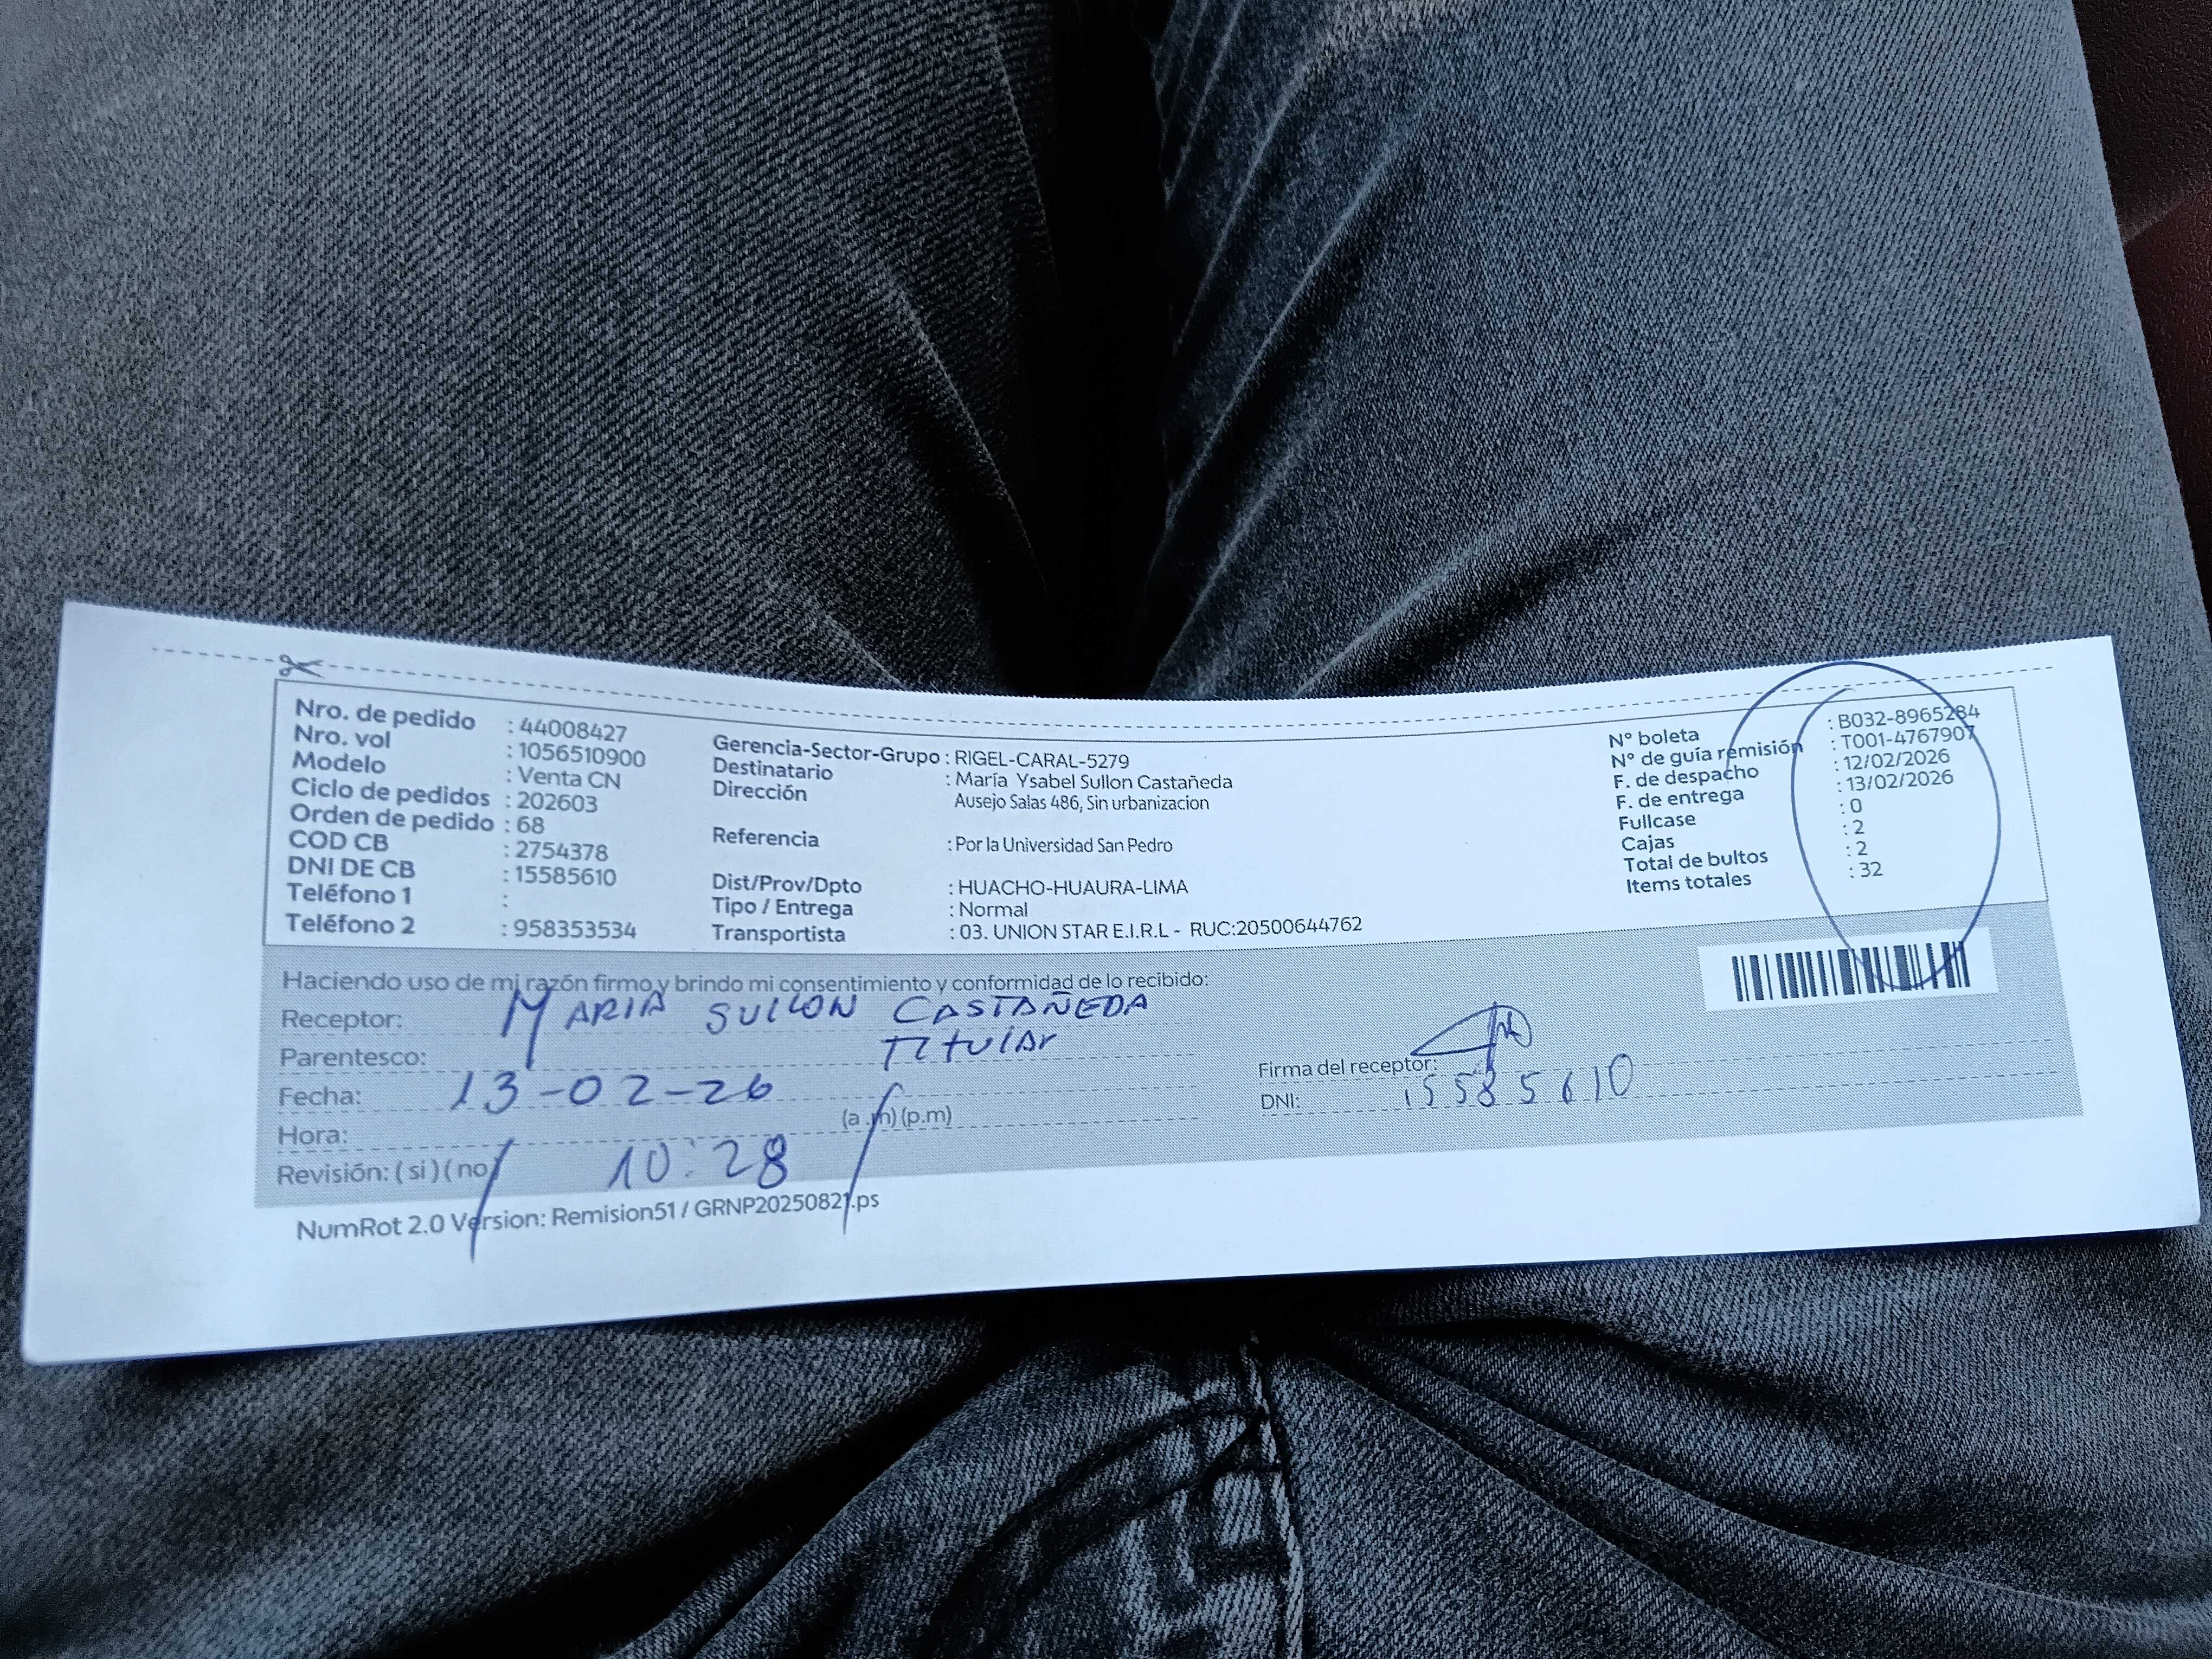 Nro. de pedido : 44008427
Nro. vol : 1056510900
Modelo : Venta CN
Ciclo de pedidos : 202603
Orden de pedido : 68
COD CB : 2754378
DNI DE CB : 15585610
Teléfono 1 :
Teléfono 2 : 958353534
Gerencia-Sector-Grupo : RIGEL-CARAL-5279
Destinatario : María Ysabel Sullon Castañeda
Dirección Ausejo Salas 486, Sin urbanizacion
Referencia : Por la Universidad San Pedro
Dist/Prov/Dpto : HUACHO-HUAURA-LIMA
Tipo / Entrega : Normal
Transportista : 03. UNION STAR E.I.R.L - RUC:20500644762
N° boleta : B032-8965284
N° de guía remisión : T001-4767907
F. de despacho : 12/02/2026
F. de entrega : 13/02/2026
Fullcase : 0
Cajas : 2
Total de bultos : 2
Items totales : 32
Haciendo uso de mi razón firmo y brindo mi consentimiento y conformidad de lo recibido:
Receptor: MARIA SULLON CASTAÑEDA
Parentesco: TITULAR
Fecha: 13-02-26
Hora: (a.m)(p.m)
Revisión: (si)(no) 10:28
Firma del receptor:
DNI: 15585610
NumRot 2.0 Version: Remision51 / GRNP20250821.ps